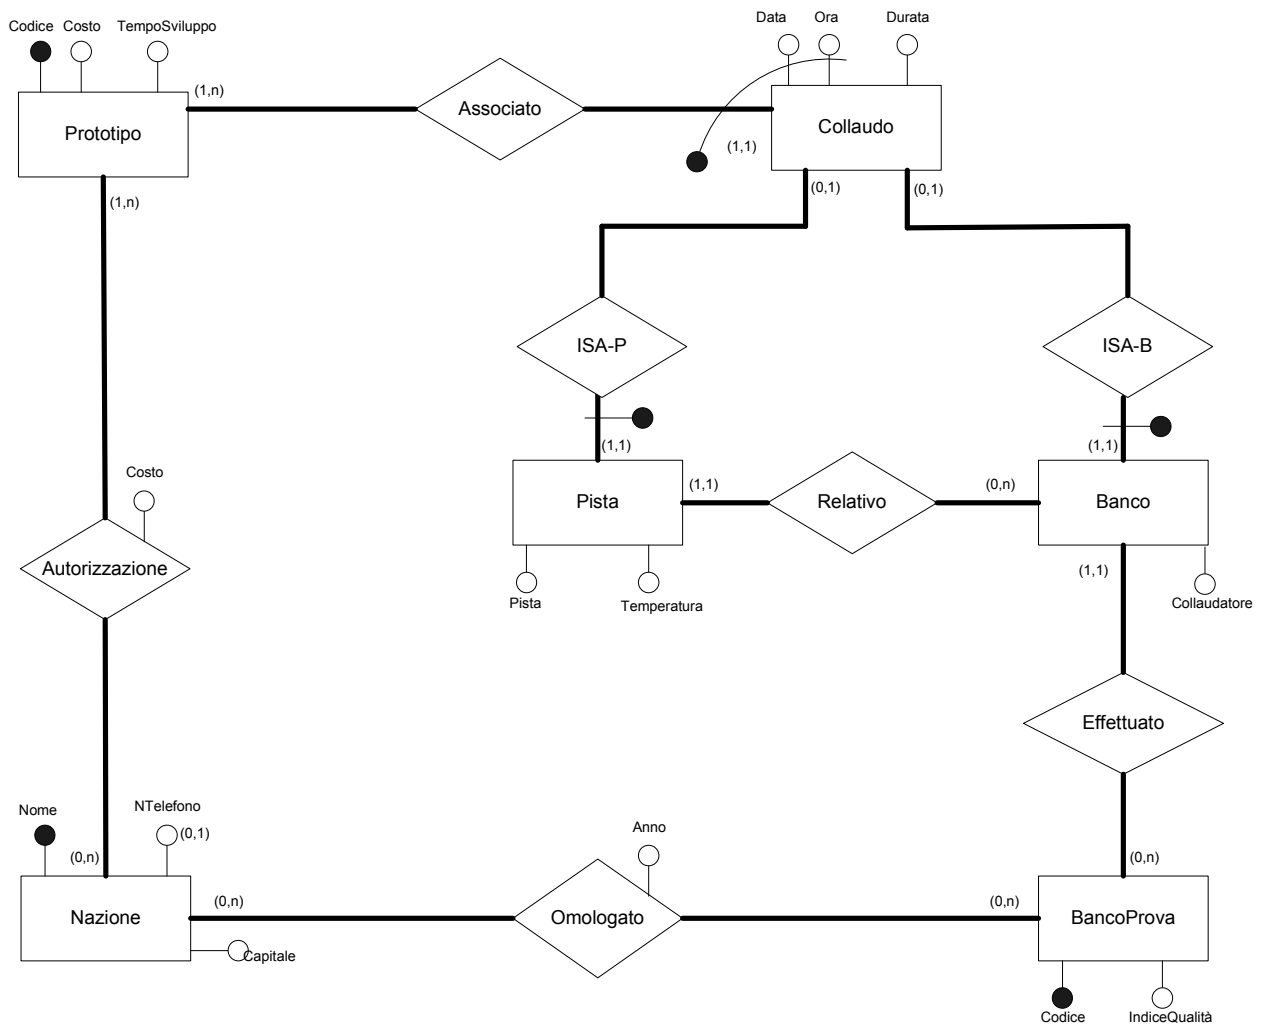 Codice Costo TempoSviluppo
Data Ora Durata
(1,n)
Associato
Collaudo
Prototipo
(1,1)
(1,n)
(0,1) (0,1)
ISA-P ISA-B
(1,1) (1,1)
Costo
(1,1) (0,n)
Pista Relativo Banco
Autorizzazione
(1,1)
Pista Temperatura Collaudatore
Effettuato
Nome NTelefono
(0,1)
Anno
(0,n) (0,n)
(0,n) (0,n)
Nazione Omologato BancoProva
Capitale
Codice IndiceQualità